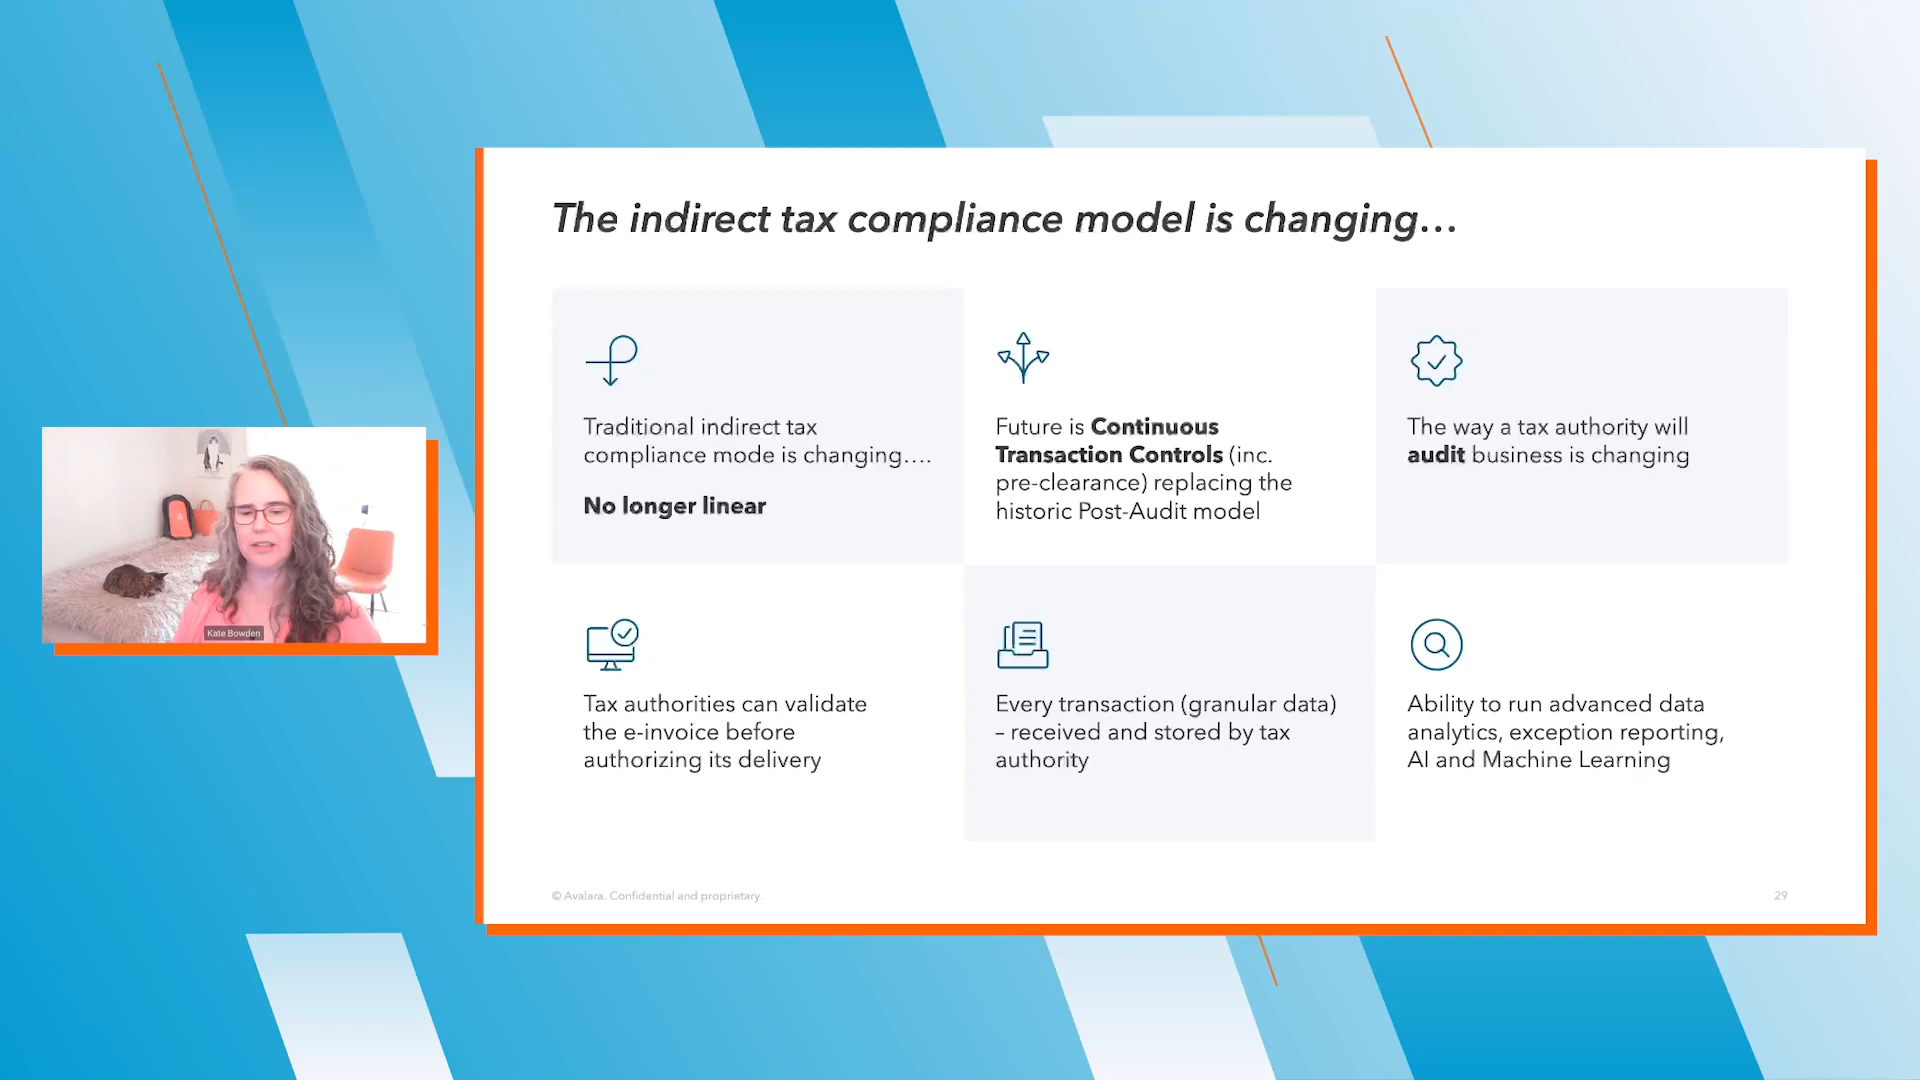 The indirect tax compliance model is changing...
Traditional indirect tax
compliance mode is changing....
No longer linear
Future is Continuous
Transaction Controls (inc.
pre-clearance) replacing the
historic Post-Audit model
The way a tax authority will
audit business is changing
Tax authorities can validate
the e-invoice before
authorizing its delivery
Every transaction (granular data)
– received and stored by tax
authority
Ability to run advanced data
analytics, exception reporting,
AI and Machine Learning
Kate Bowden
© Avalara. Confidential and proprietary.
29